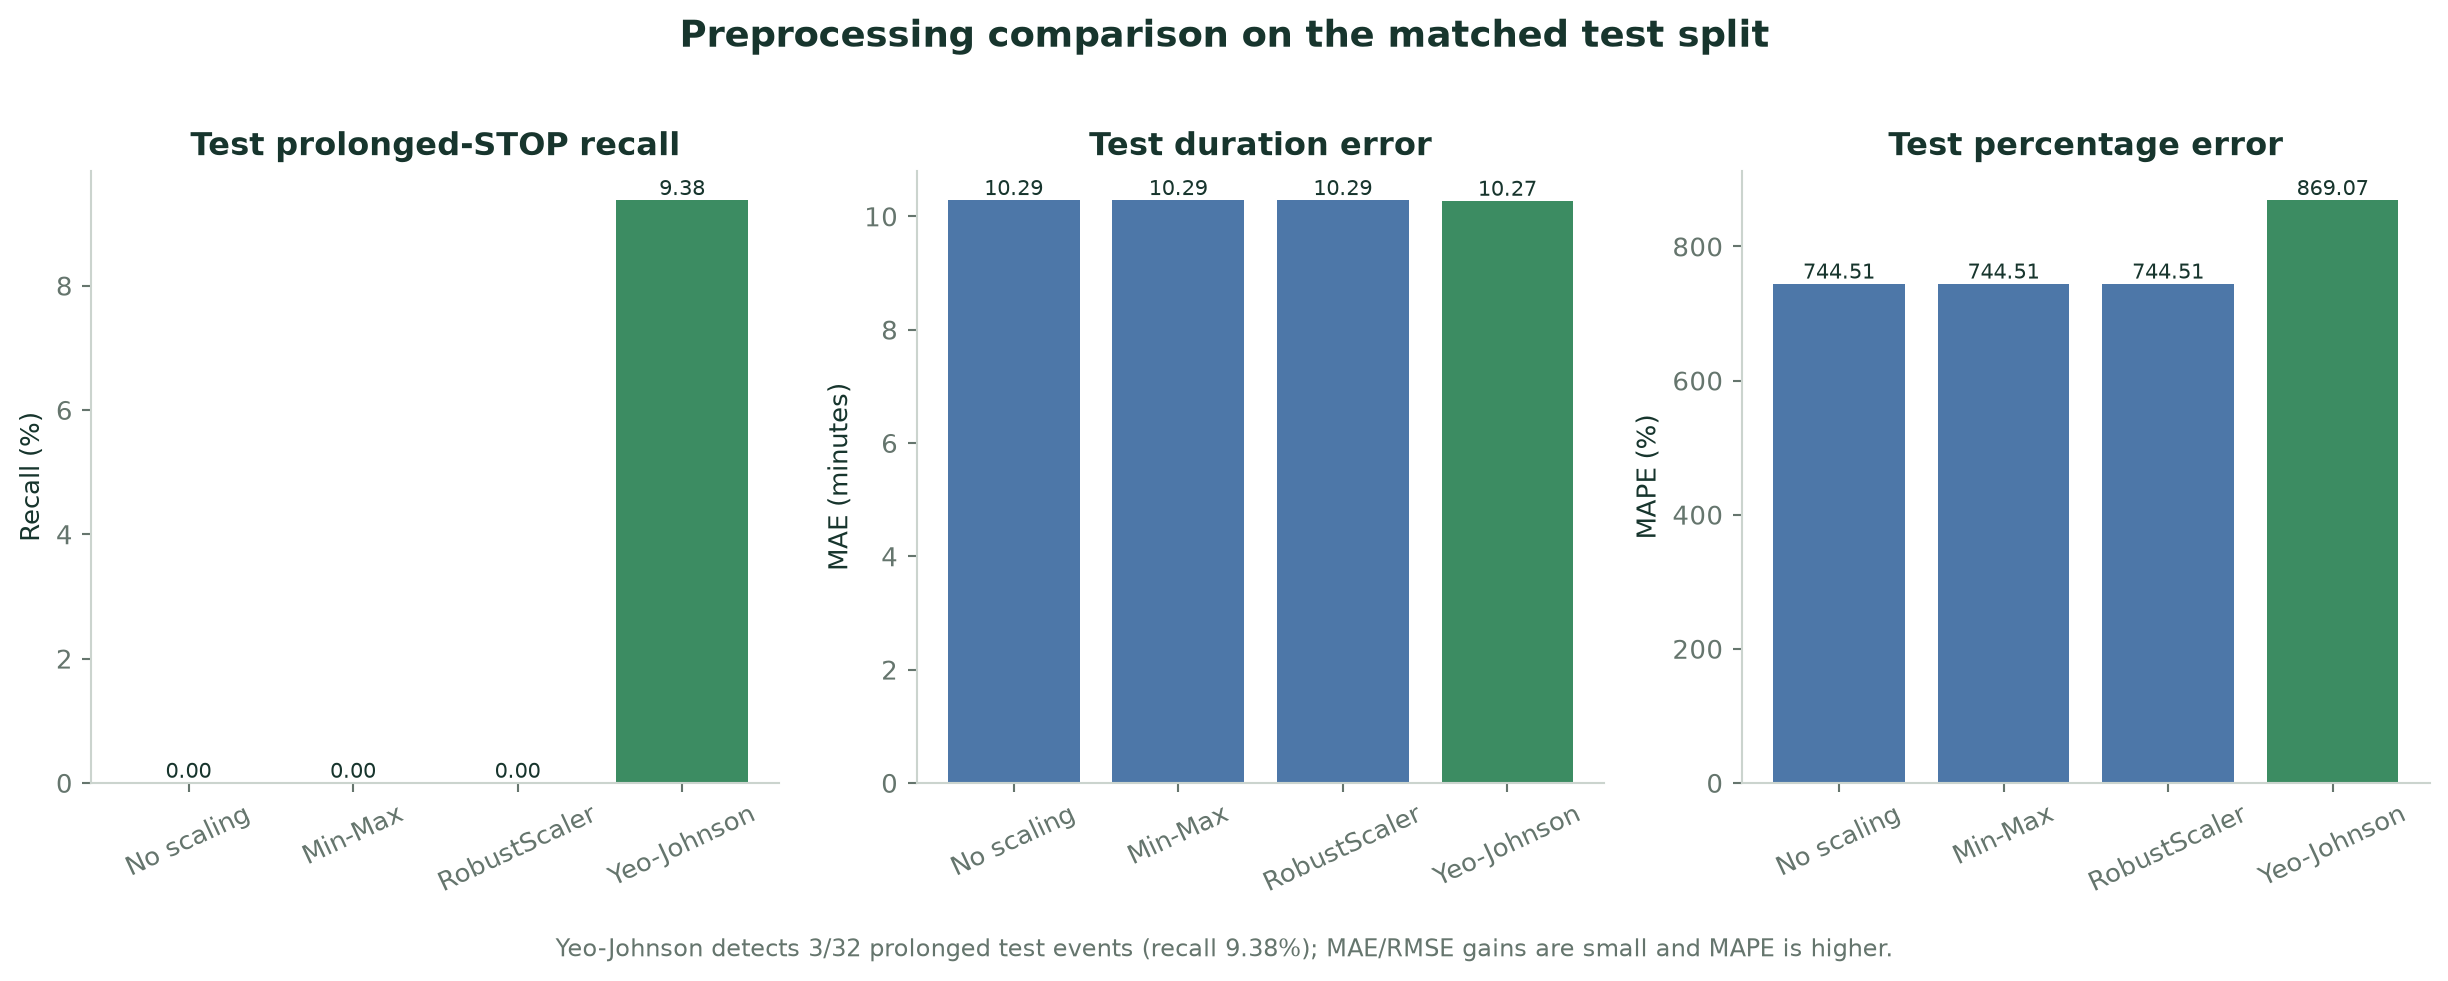 Preprocessing comparison on the matched test split
Test prolonged-STOP recall
Recall (%)
8
6
4
2
0
0.00
0.00
0.00
9.38
No scaling
Min-Max
RobustScaler
Yeo-Johnson
Test duration error
MAE (minutes)
10
8
6
4
2
0
10.29
10.29
10.29
10.27
No scaling
Min-Max
RobustScaler
Yeo-Johnson
Test percentage error
MAPE (%)
800
600
400
200
0
744.51
744.51
744.51
869.07
No scaling
Min-Max
RobustScaler
Yeo-Johnson
Yeo-Johnson detects 3/32 prolonged test events (recall 9.38%); MAE/RMSE gains are small and MAPE is higher.